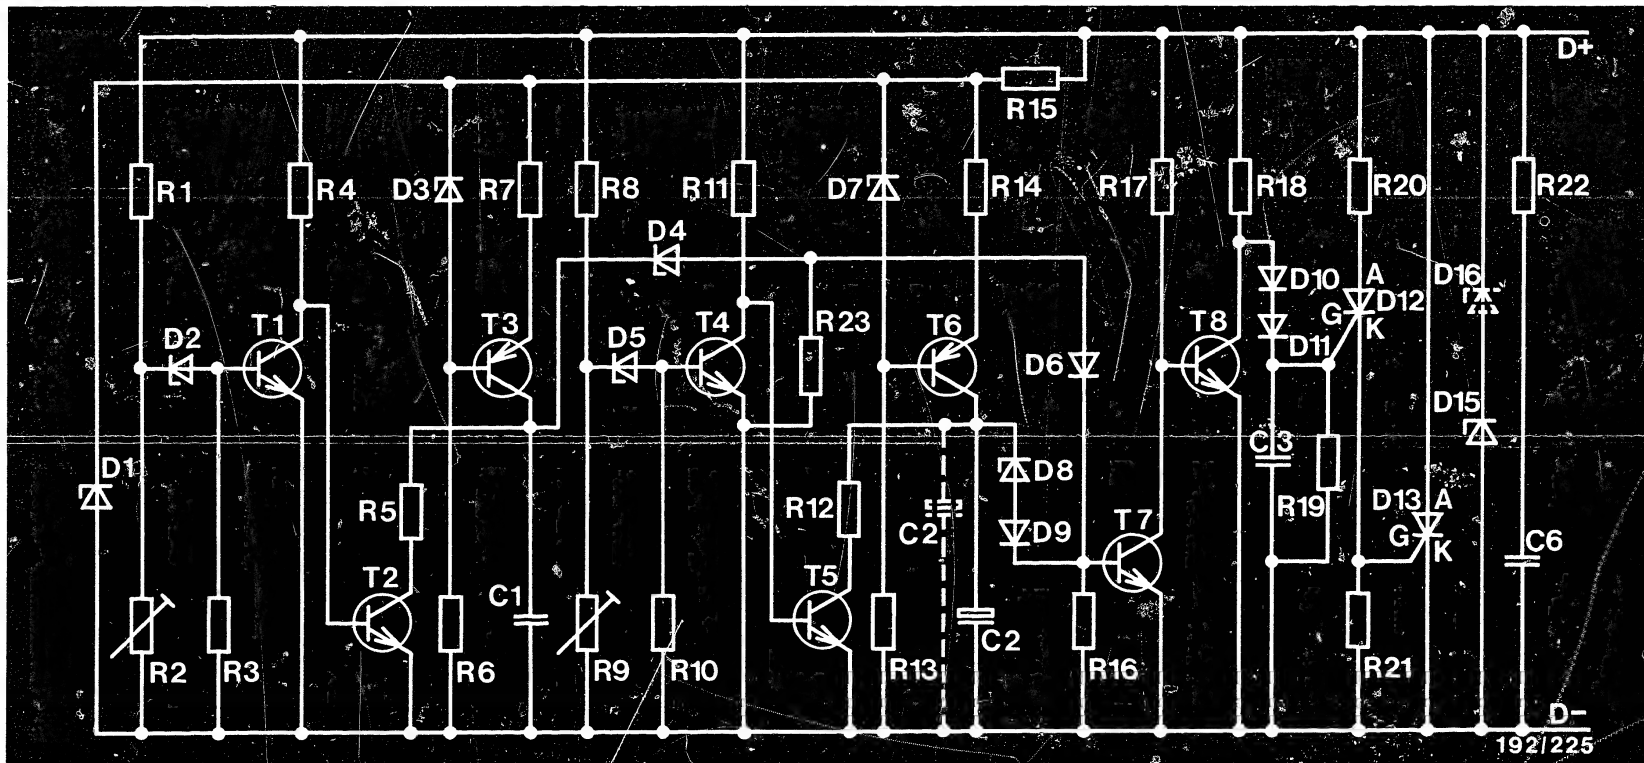 D+
R15
R1
R4
D3
R7
R8
R11
D7
R14
R17
R18
R20
R22
D4
D10
A
D12
D16
G
K
D2
T1
T3
D5
T4
R23
T6
D6
T8
D11
D15
D1
R5
R12
C2
D8
D9
T7
C3
R19
D13
A
G
K
C6
T2
C1
T5
R2
R3
R6
R9
R10
R13
C2
R16
R21
D-
192/225